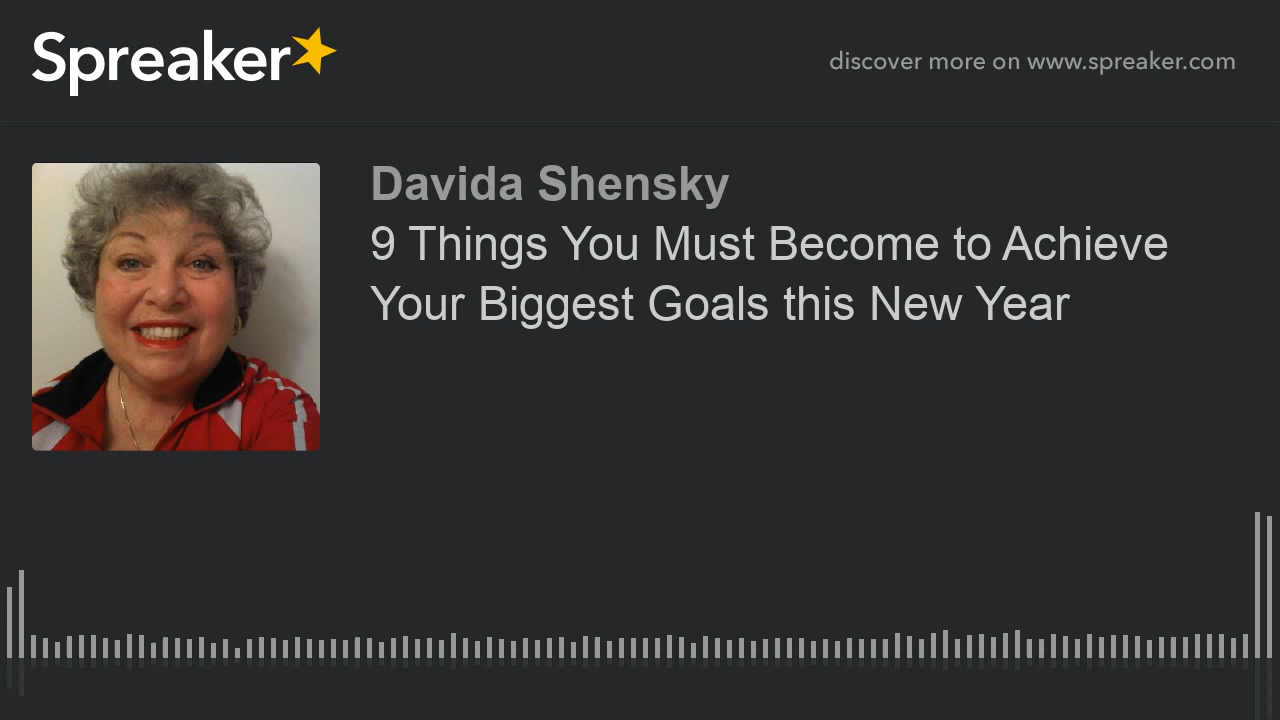 Spreaker
discover more on www.spreaker.com
Davida Shensky
9 Things You Must Become to Achieve
Your Biggest Goals this New Year